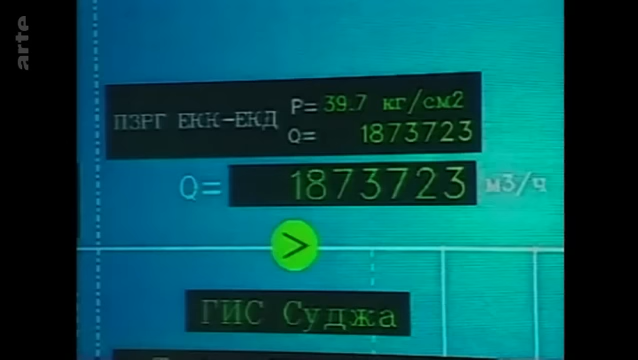 arte
ПЗРГ ЕКК-ЕКД
P= 39.7 кг/см2
Q= 1873723
Q= 1873723 м3/ч
>
ГИС Суджа